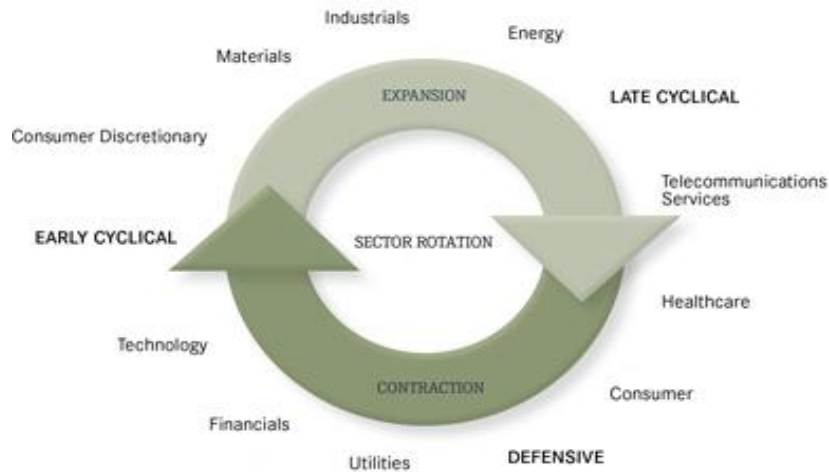 Industrials
Energy
Materials
EXPANSION
LATE CYCLICAL
Consumer Discretionary
Telecommunications
Services
EARLY CYCLICAL
SECTOR ROTATION
Healthcare
Technology
CONTRACTION
Consumer
Financials
Utilities
DEFENSIVE